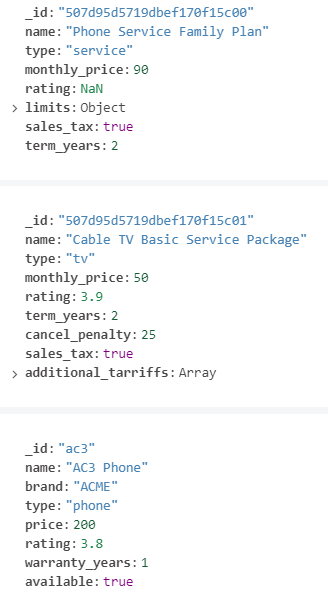 _id: "507d95d5719dbef170f15c00"
name: "Phone Service Family Plan"
type: "service"
monthly_price: 90
rating: NaN
> limits: Object
sales_tax: true
term_years: 2
_id: "507d95d5719dbef170f15c01"
name: "Cable TV Basic Service Package"
type: "tv"
monthly_price: 50
rating: 3.9
term_years: 2
cancel_penalty: 25
sales_tax: true
> additional_tarriffs: Array
_id: "ac3"
name: "AC3 Phone"
brand: "ACME"
type: "phone"
price: 200
rating: 3.8
warranty_years: 1
available: true